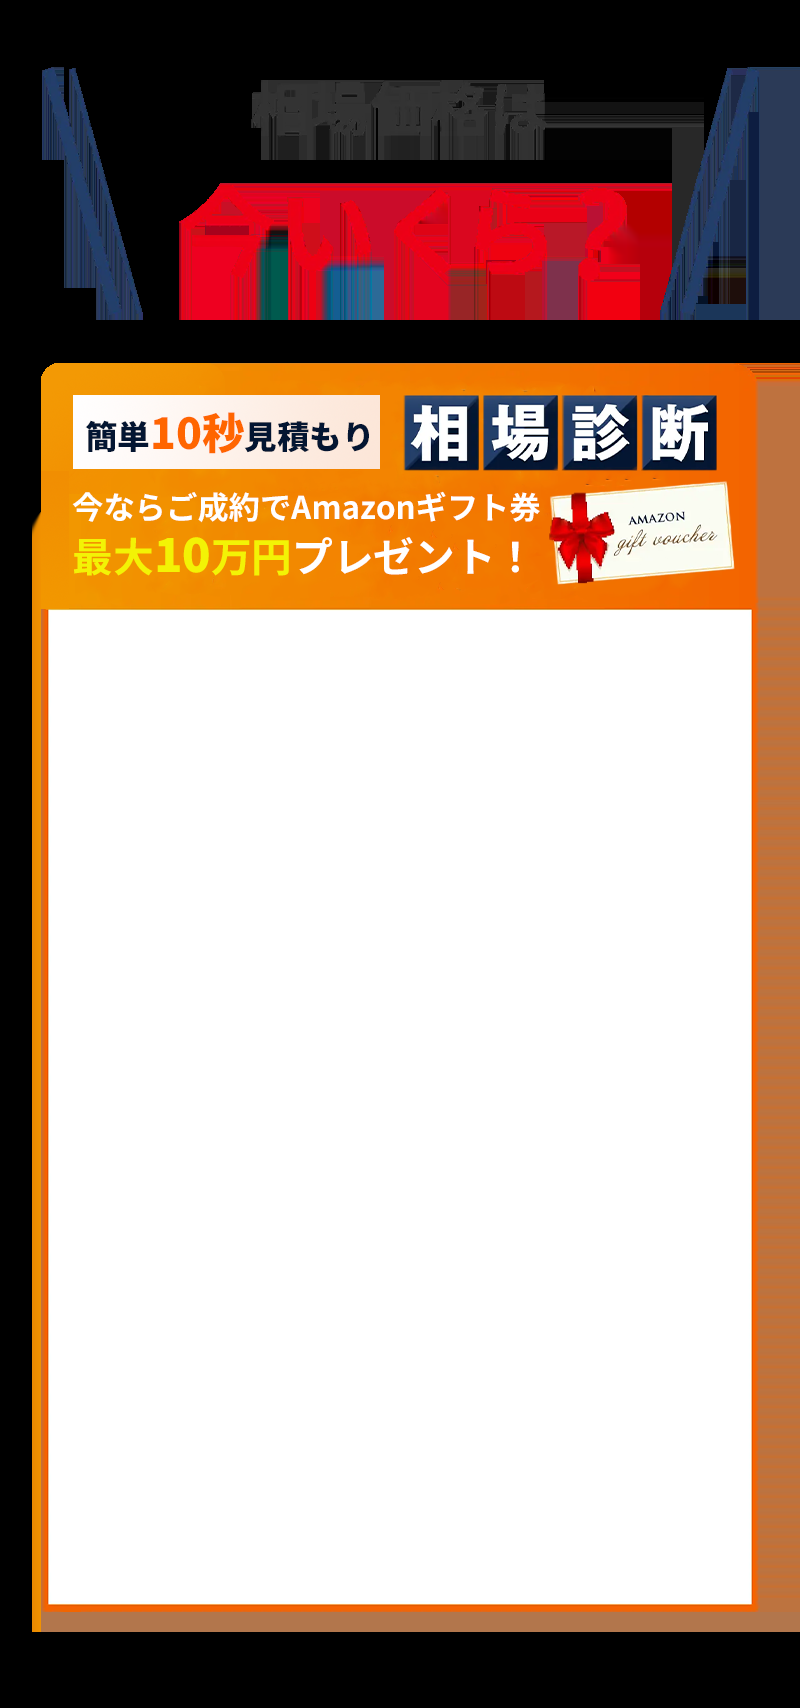 相場価格は
今いくら？
簡単10秒見積もり
相場診断
今ならご成約でAmazonギフト券
最大10万円プレゼント！
AMAZON
gift voucher